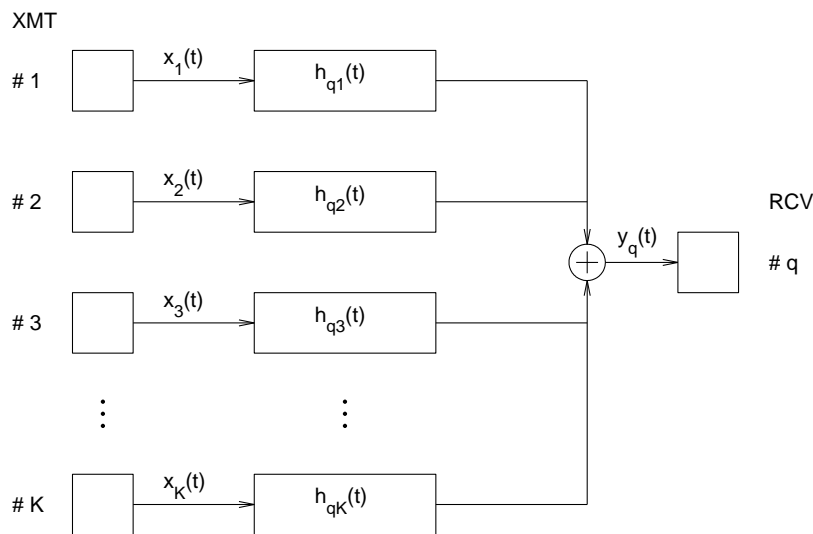 XMT
# 1 x_1(t) h_q1(t)
# 2 x_2(t) h_q2(t) RCV
y_q(t) # q
# 3 x_3(t) h_q3(t)
# K x_K(t) h_qK(t)